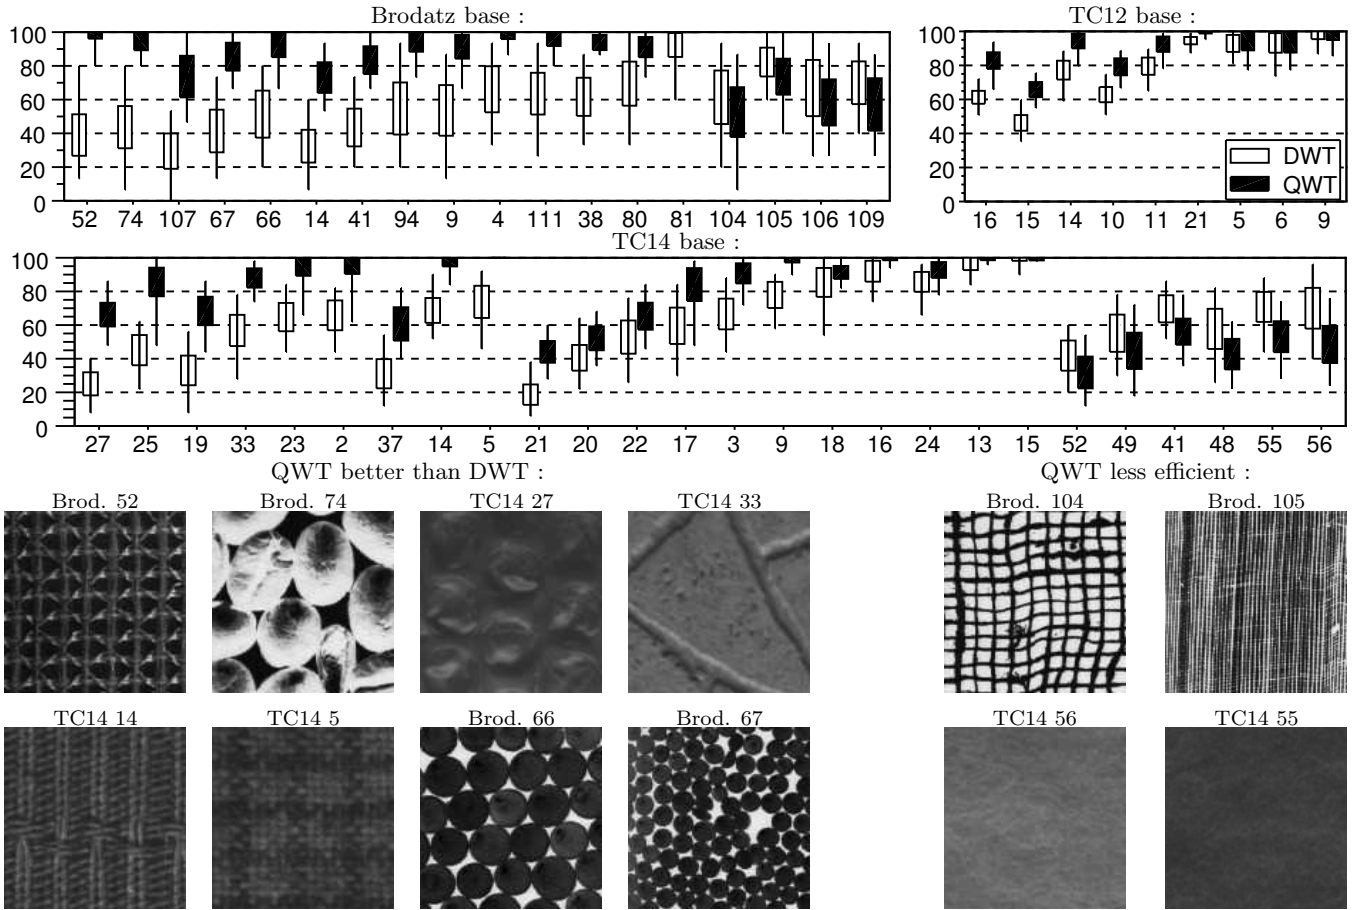 Brodatz base :
TC12 base :
100
80
60
40
20
0
52 74 107 67 66 14 41 94 9 4 111 38 80 81 104 105 106 109
100
80
60
40
20
0
DWT
QWT
16 15 14 10 11 21 5 6 9
TC14 base :
100
80
60
40
20
0
27 25 19 33 23 2 37 14 5 21 20 22 17 3 9 18 16 24 13 15 52 49 41 48 55 56
QWT better than DWT :
QWT less efficient :
Brod. 52
Brod. 74
TC14 27
TC14 33
Brod. 104
Brod. 105
TC14 14
TC14 5
Brod. 66
Brod. 67
TC14 56
TC14 55